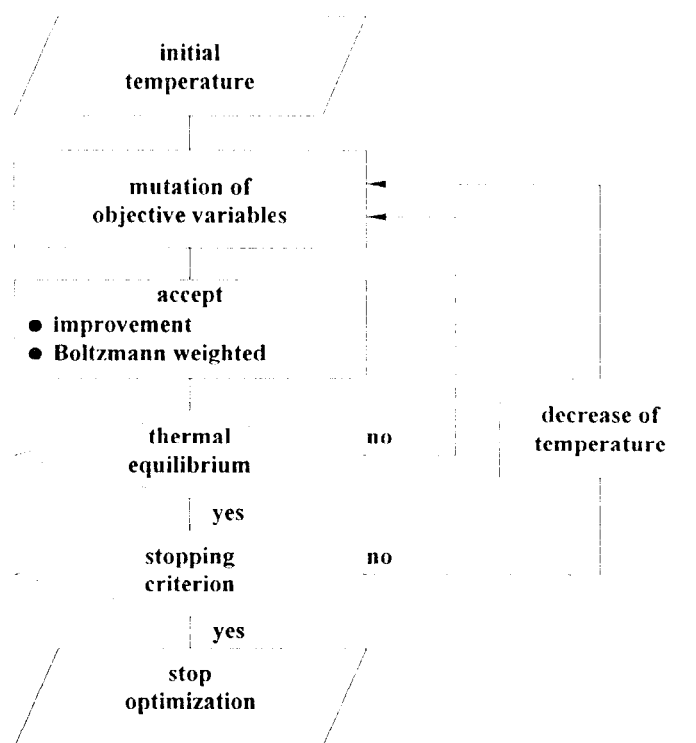 initial
temperature
mutation of
objective variables
accept
● improvement
● Boltzmann weighted
thermal
equilibrium
no
yes
decrease of
temperature
stopping
criterion
no
yes
stop
optimization